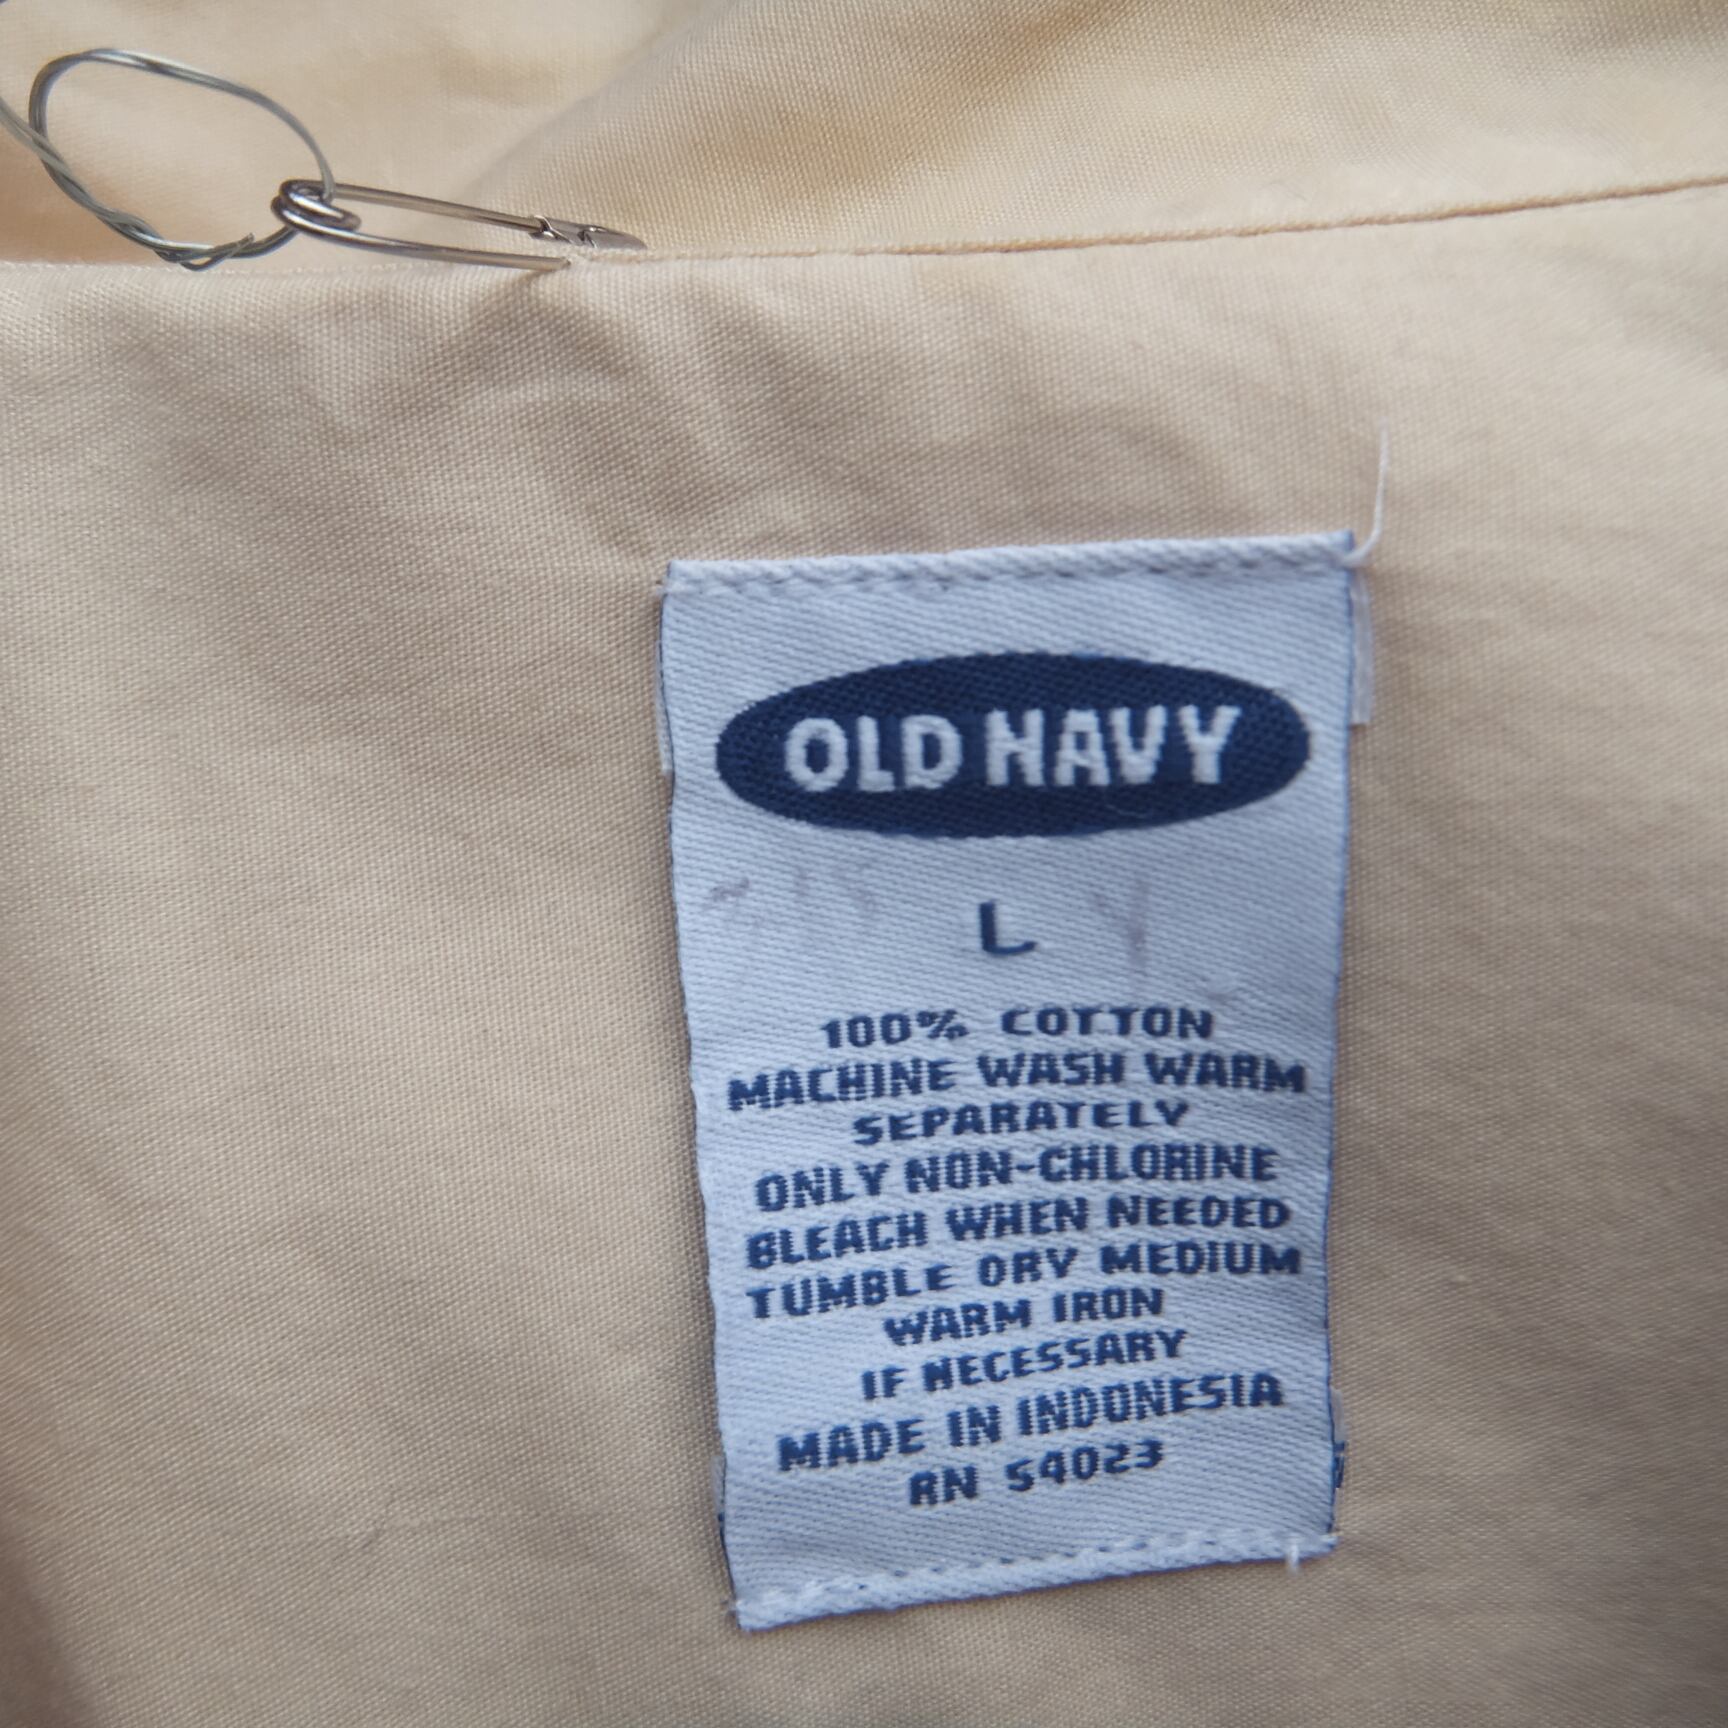 OLD NAVY
L
100% COTTON
MACHINE WASH WARM
SEPARATELY
ONLY NON-CHLORINE
BLEACH WHEN NEEDED
TUMBLE DRY MEDIUM
WARM IRON
IF NECESSARY
MADE IN INDONESIA
RN 54023